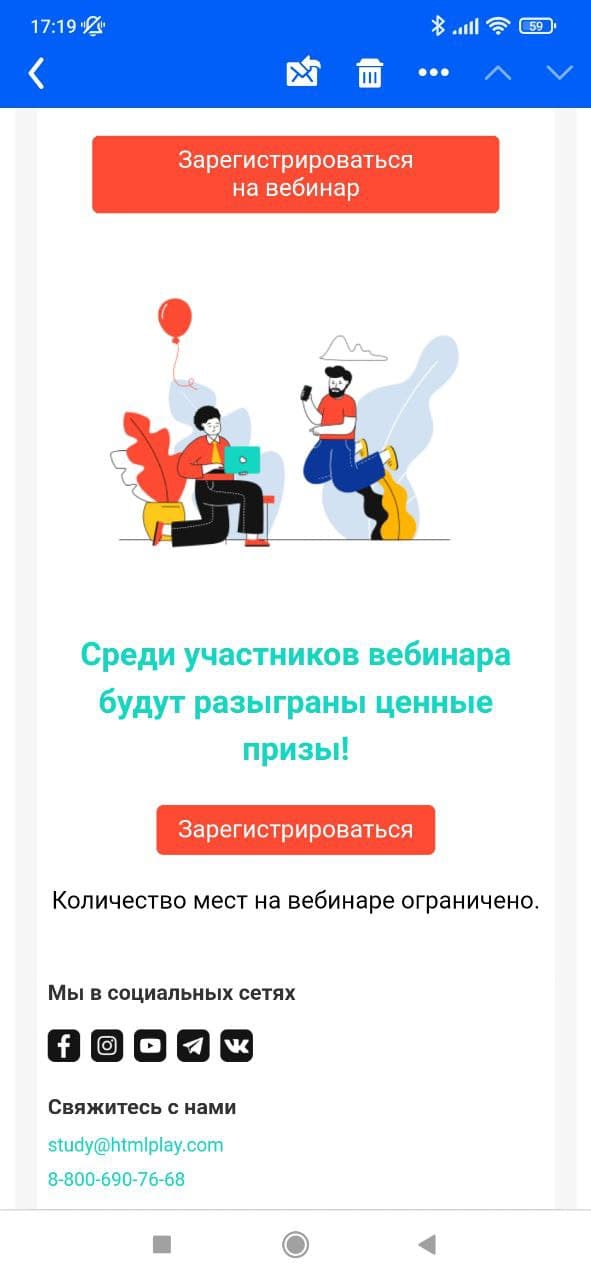 17:19
59
Зарегистрироваться
на вебинар
Среди участников вебинара
будут разыграны ценные
призы!
Зарегистрироваться
Количество мест на вебинаре ограничено.
Мы в социальных сетях
Свяжитесь с нами
study@htmlplay.com
8-800-690-76-68